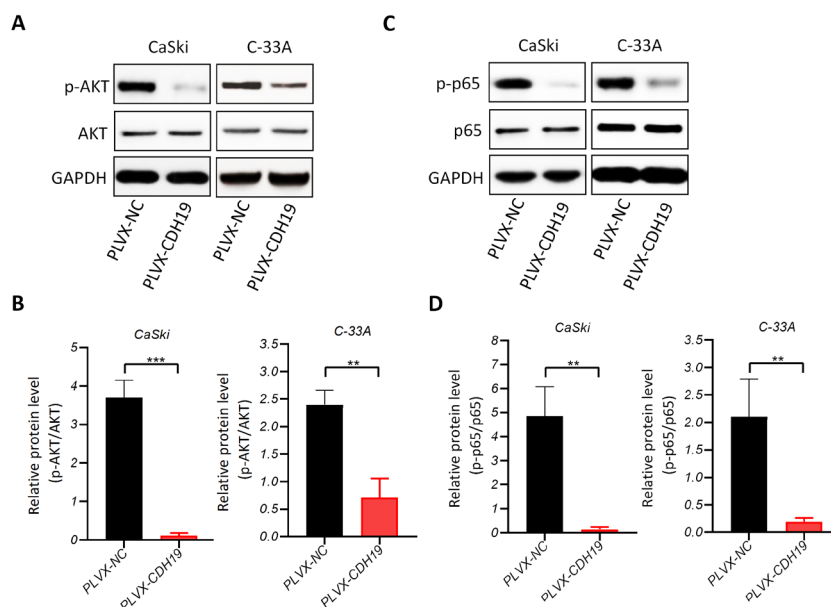 A
CaSki C-33A
p-AKT
AKT
GAPDH
PLVX-NC
PLVX-CDH19
PLVX-NC
PLVX-CDH19
C
CaSki C-33A
p-p65
p65
GAPDH
PLVX-NC
PLVX-CDH19
PLVX-NC
PLVX-CDH19
B
CaSki
Relative protein level
(p-AKT/AKT)
5
4
3
2
1
0
***
PLVX-NC
PLVX-CDH19
C-33A
Relative protein level
(p-AKT/AKT)
3.5
3.0
2.5
2.0
1.5
1.0
0.5
0.0
**
PLVX-NC
PLVX-CDH19
D
CaSki
Relative protein level
(p-p65/p65)
8
7
6
5
4
3
2
1
0
**
PLVX-NC
PLVX-CDH19
C-33A
Relative protein level
(p-p65/p65)
3.5
3.0
2.5
2.0
1.5
1.0
0.5
0.0
**
PLVX-NC
PLVX-CDH19